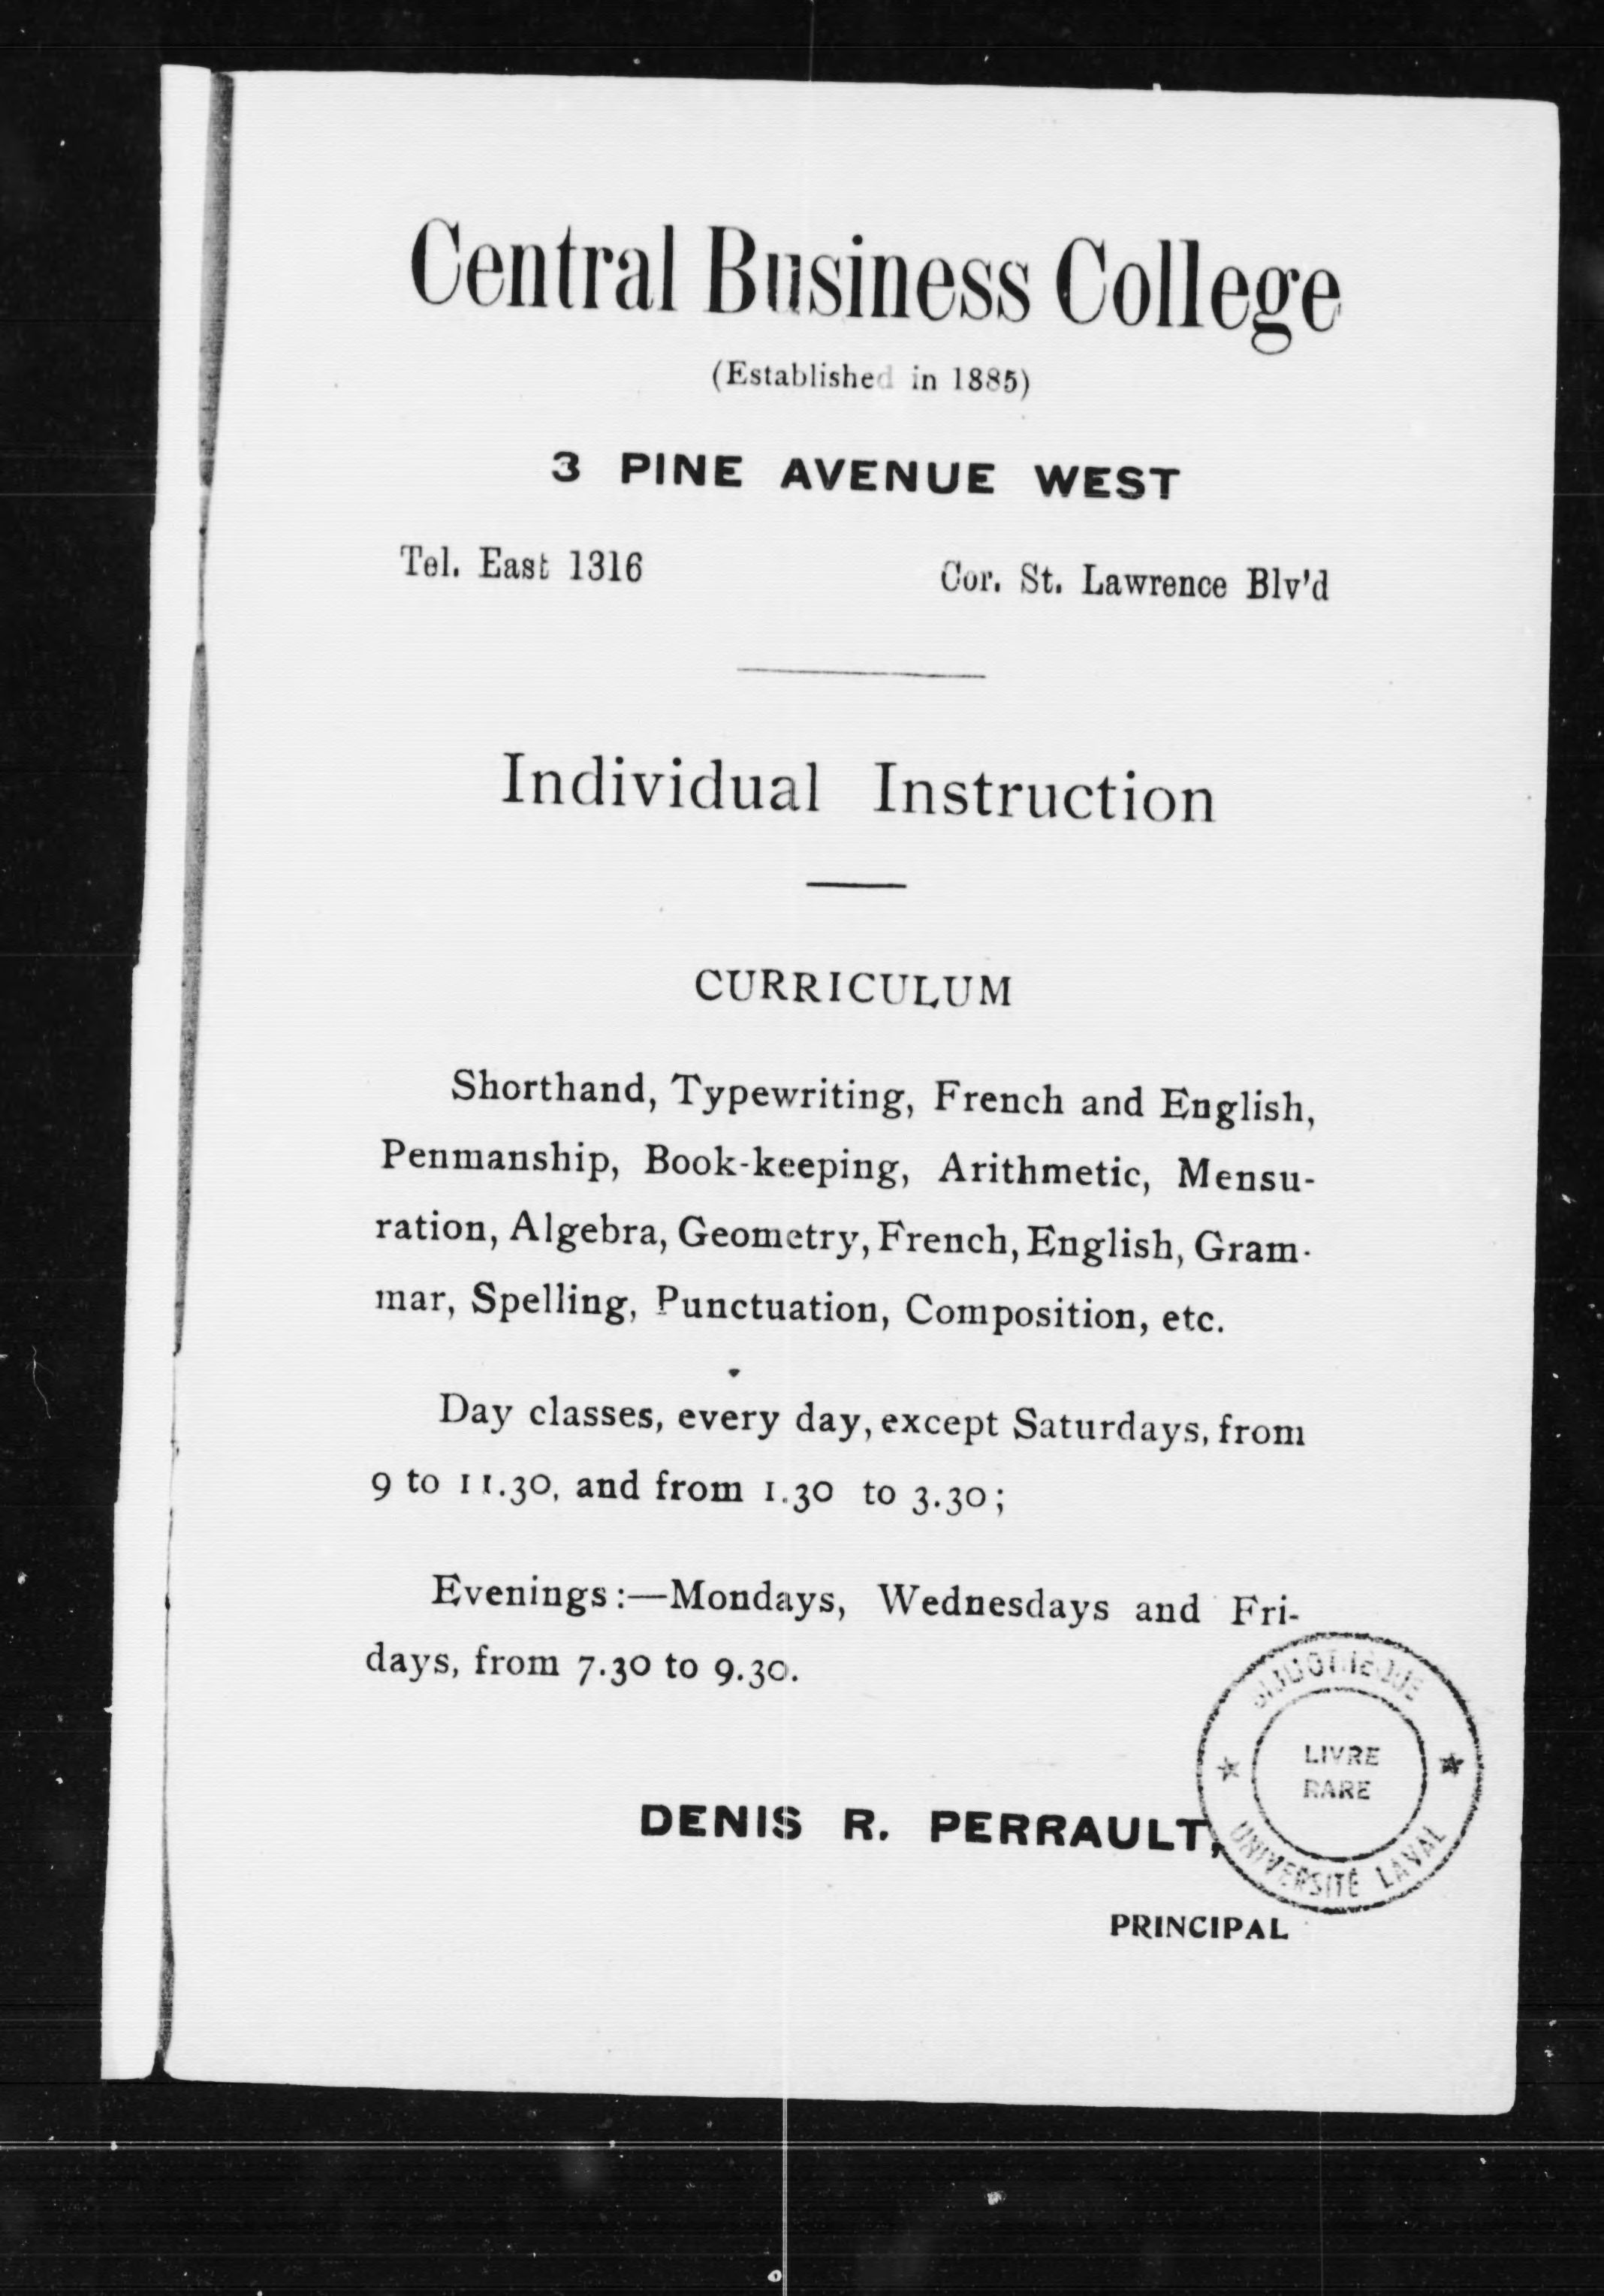 Central Business College
(Established in 1885)
3 PINE AVENUE WEST
Tel. East 1316 Cor. St. Lawrence Blv'd
Individual Instruction
CURRICULUM
Shorthand, Typewriting, French and English,
Penmanship, Book-keeping, Arithmetic, Mensu-
ration, Algebra, Geometry, French, English, Gram-
mar, Spelling, Punctuation, Composition, etc.
Day classes, every day, except Saturdays, from
9 to 11.30, and from 1.30 to 3.30;
Evenings:—Mondays, Wednesdays and Fri-
days, from 7.30 to 9.30.
BIBLIOTHÈQUE
LIVRE
RARE
UNIVERSITÉ LAVAL
DENIS R. PERRAULT,
PRINCIPAL